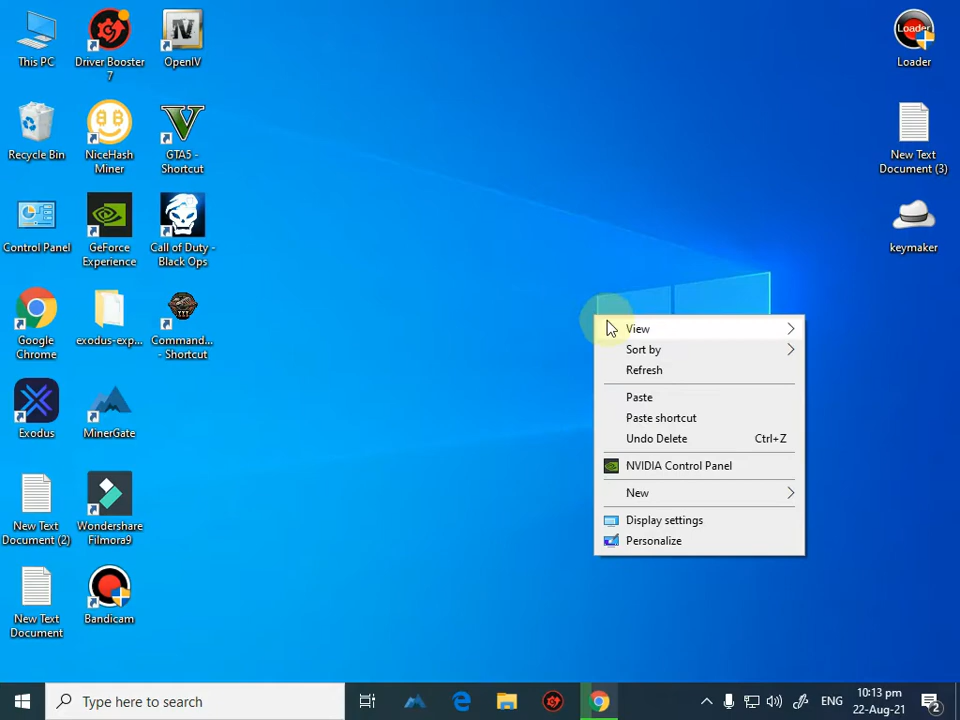 This PC
Driver Booster
7
OpenIV
IV
Loader
Loader
Recycle Bin
NiceHash
Miner
GTA5 -
Shortcut
New Text
Document (3)
Control Panel
GeForce
Experience
Call of Duty -
Black Ops
keymaker
Google
Chrome
exodus-exp...
Command...
- Shortcut
Exodus
MinerGate
New Text
Document (2)
Wondershare
Filmora9
New Text
Document
Bandicam
View
Sort by
Refresh
Paste
Paste shortcut
Undo Delete Ctrl+Z
NVIDIA Control Panel
New
Display settings
Personalize
Type here to search
ENG
10:13 pm
22-Aug-21
2